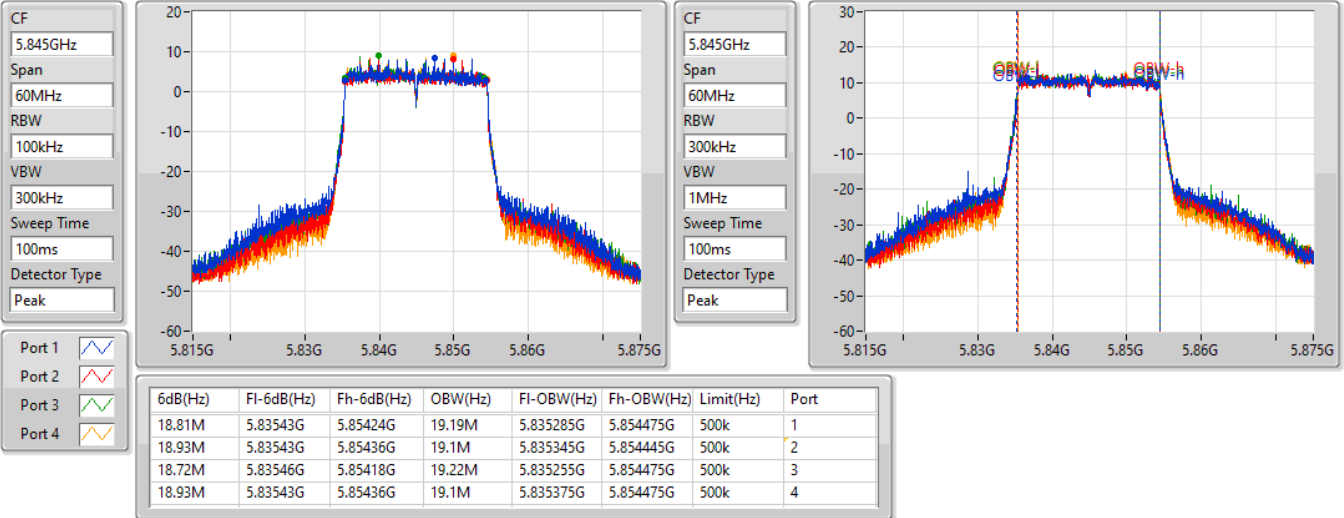 CF
5.845GHz
Span
60MHz
RBW
100kHz
VBW
300kHz
Sweep Time
100ms
Detector Type
Peak
20
10
0
-10
-20
-30
-40
-50
-60
5.815G 5.83G 5.84G 5.85G 5.86G 5.875G
CF
5.845GHz
Span
60MHz
RBW
300kHz
VBW
1MHz
Sweep Time
100ms
Detector Type
Peak
30
20
10
0
-10
-20
-30
-40
-50
-60
OBW-l OBW-h
5.815G 5.83G 5.84G 5.85G 5.86G 5.875G
Port 1
Port 2
Port 3
Port 4
6dB(Hz) Fl-6dB(Hz) Fh-6dB(Hz) OBW(Hz) Fl-OBW(Hz) Fh-OBW(Hz) Limit(Hz) Port
18.81M 5.83543G 5.85424G 19.19M 5.835285G 5.854475G 500k 1
18.93M 5.83543G 5.85436G 19.1M 5.835345G 5.854445G 500k 2
18.72M 5.83546G 5.85418G 19.22M 5.835255G 5.854475G 500k 3
18.93M 5.83543G 5.85436G 19.1M 5.835375G 5.854475G 500k 4